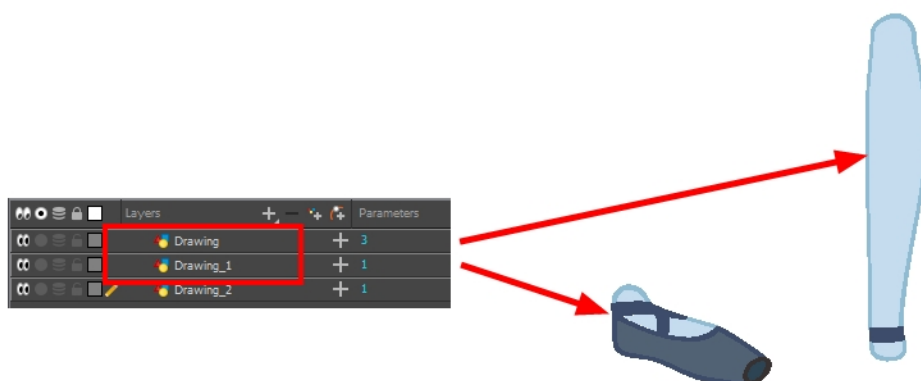 Layers Parameters
Drawing 3
Drawing_1 1
Drawing_2 1